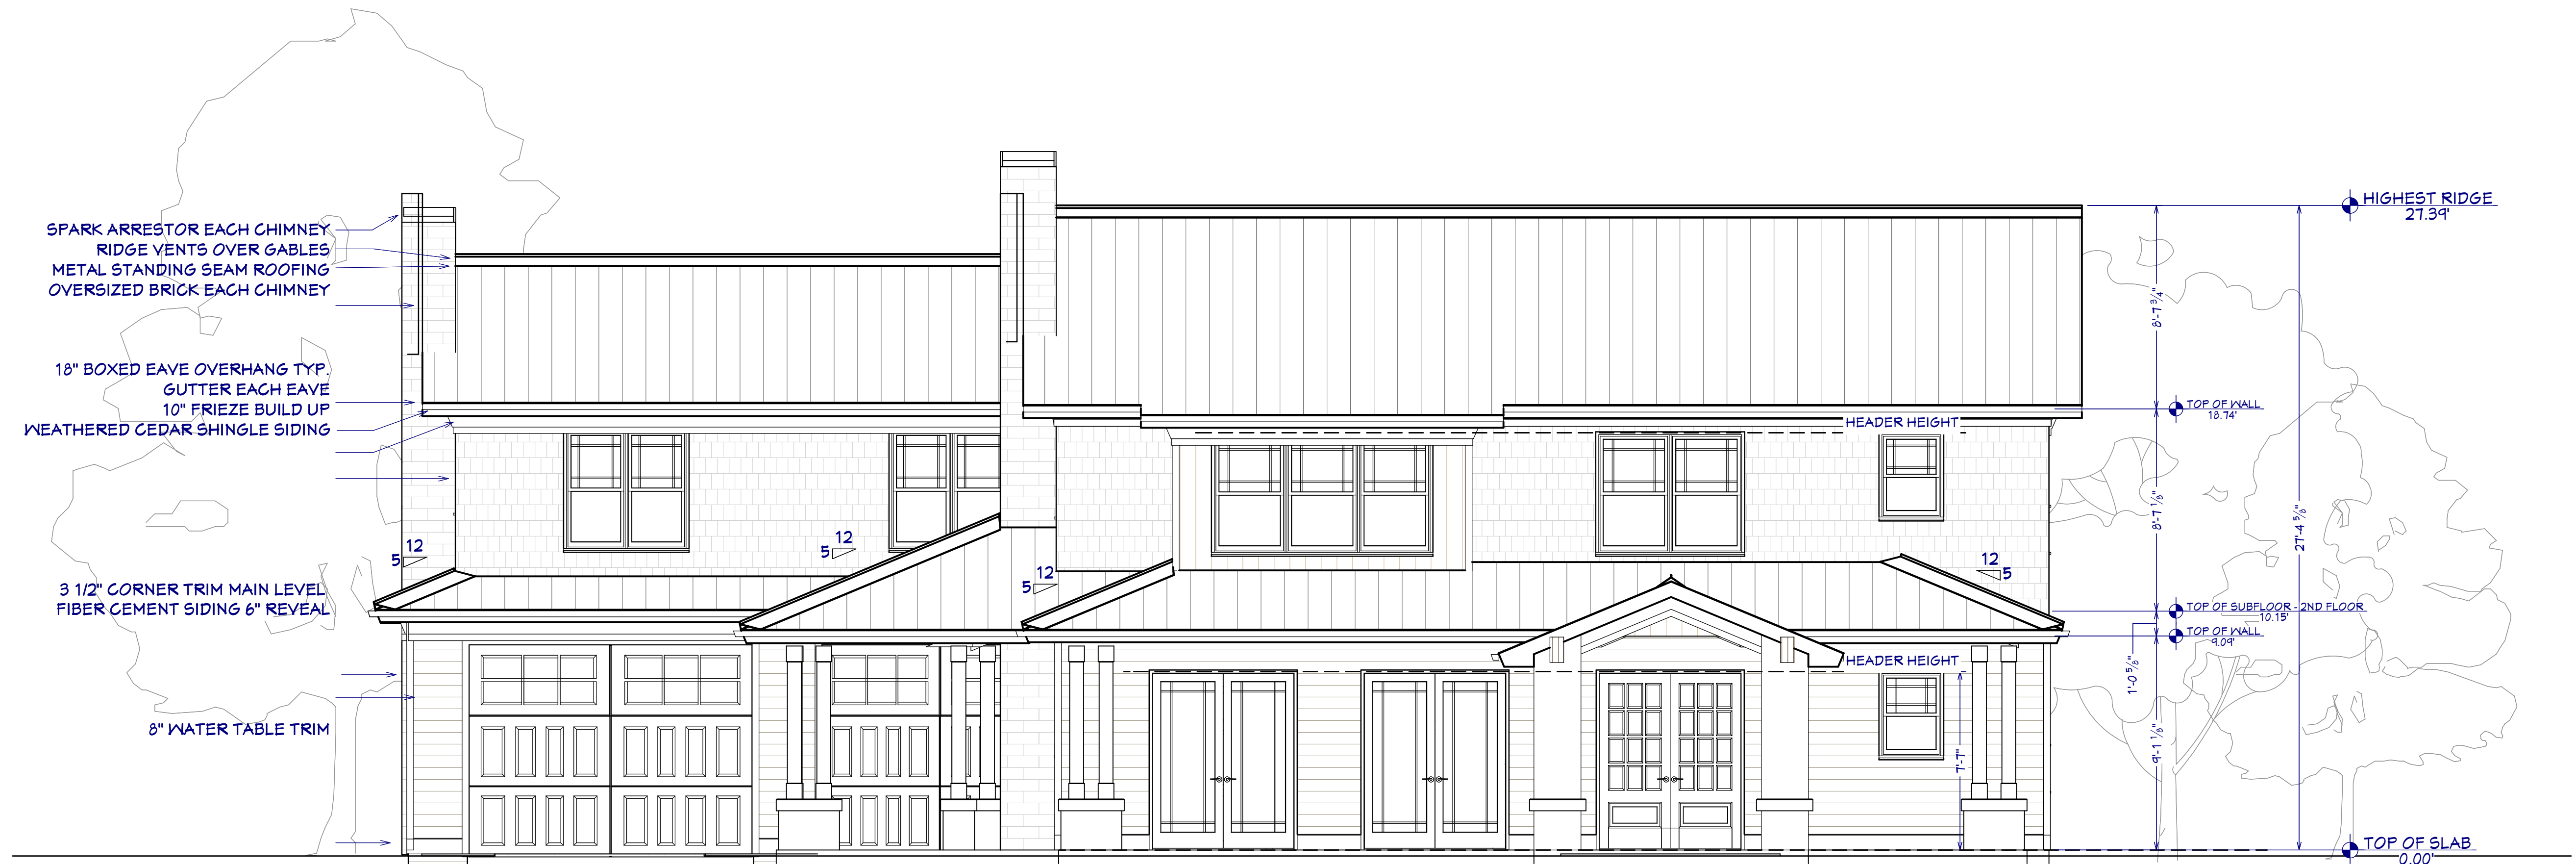 SPARK ARRESTOR EACH CHIMNEY
RIDGE VENTS OVER GABLES
METAL STANDING SEAM ROOFING
OVERSIZED BRICK EACH CHIMNEY
18" BOXED EAVE OVERHANG TYP.
GUTTER EACH EAVE
10" FRIEZE BUILD UP
WEATHERED CEDAR SHINGLE SIDING
3 1/2" CORNER TRIM MAIN LEVEL
FIBER CEMENT SIDING 6" REVEAL
8" WATER TABLE TRIM
12
5
12
5
12
5
12
5
HEADER HEIGHT
HEADER HEIGHT
7'-7"
8'-7 3/4"
8'-7 1/8"
1'-0 5/8"
9'-1 1/8"
27'-4 5/8"
HIGHEST RIDGE
27.39'
TOP OF WALL
18.74'
TOP OF SUBFLOOR - 2ND FLOOR
10.15'
TOP OF WALL
9.09'
TOP OF SLAB
0.00'